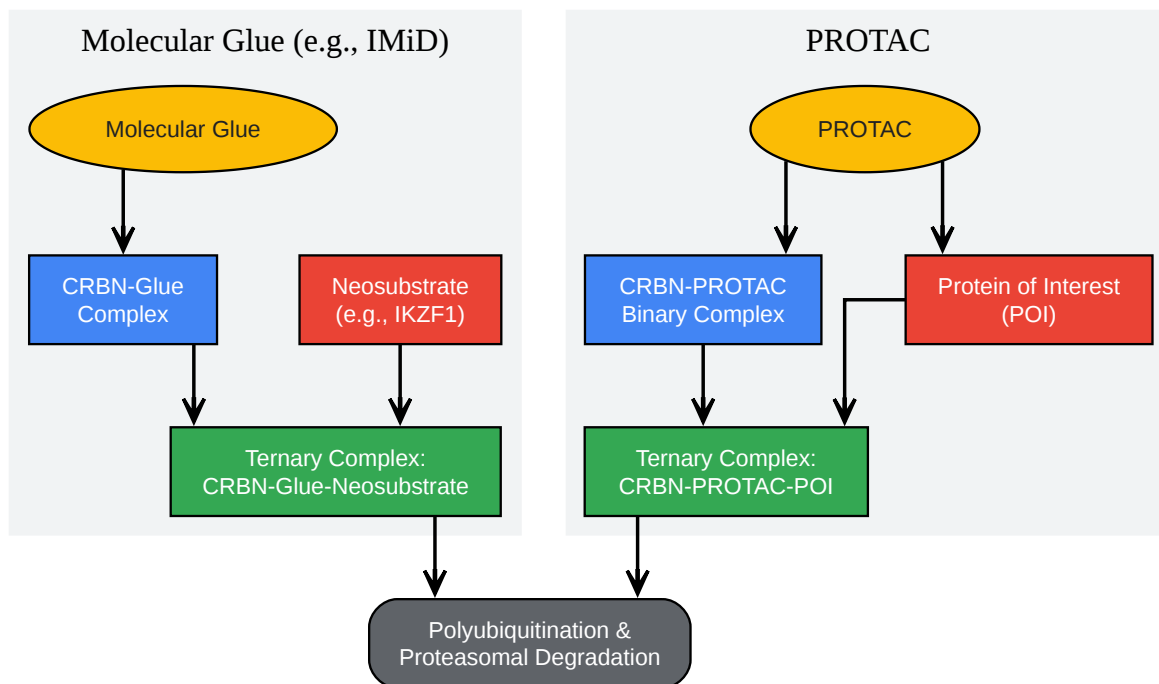 Molecular Glue (e.g., IMiD)
Molecular Glue
CRBN-Glue
Complex
Neosubstrate
(e.g., IKZF1)
Ternary Complex:
CRBN-Glue-Neosubstrate
PROTAC
PROTAC
CRBN-PROTAC
Binary Complex
Protein of Interest
(POI)
Ternary Complex:
CRBN-PROTAC-POI
Polyubiquitination &
Proteasomal Degradation